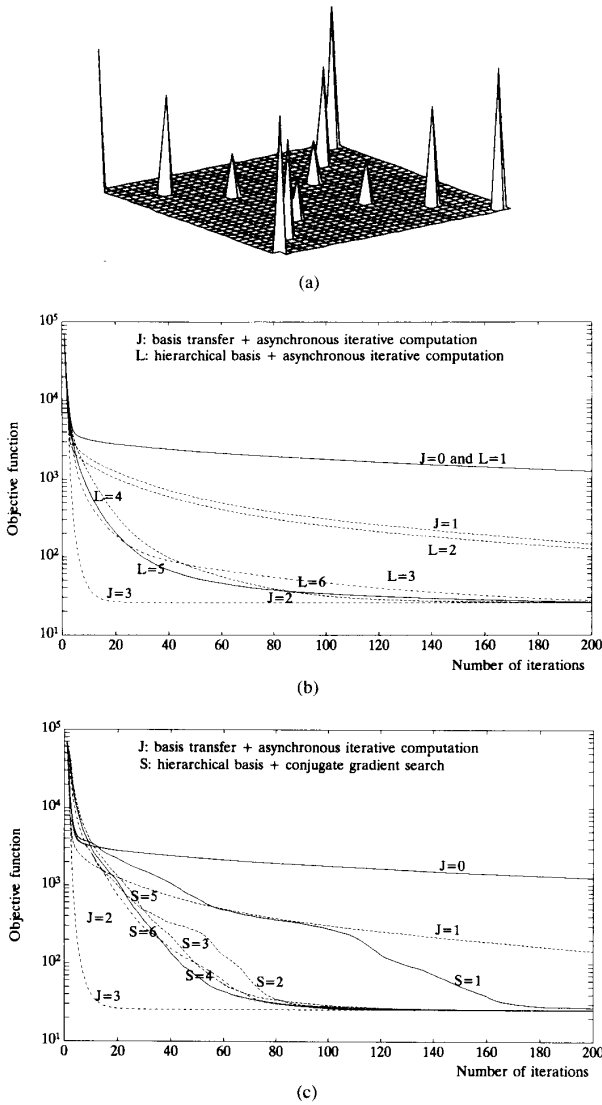 (a)
10^5
10^4
10^3
10^2
10^1
Objective function
J: basis transfer + asynchronous iterative computation
L: hierarchical basis + asynchronous iterative computation
J=0 and L=1
J=1
L=2
L=4
L=5
L=3
L=6
J=2
J=3
0 20 40 60 80 100 120 140 160 180 200
Number of iterations
(b)
10^5
10^4
10^3
10^2
10^1
Objective function
J: basis transfer + asynchronous iterative computation
S: hierarchical basis + conjugate gradient search
J=0
J=1
S=5
J=2
S=6
S=3
S=4
S=2
S=1
J=3
0 20 40 60 80 100 120 140 160 180 200
Number of iterations
(c)